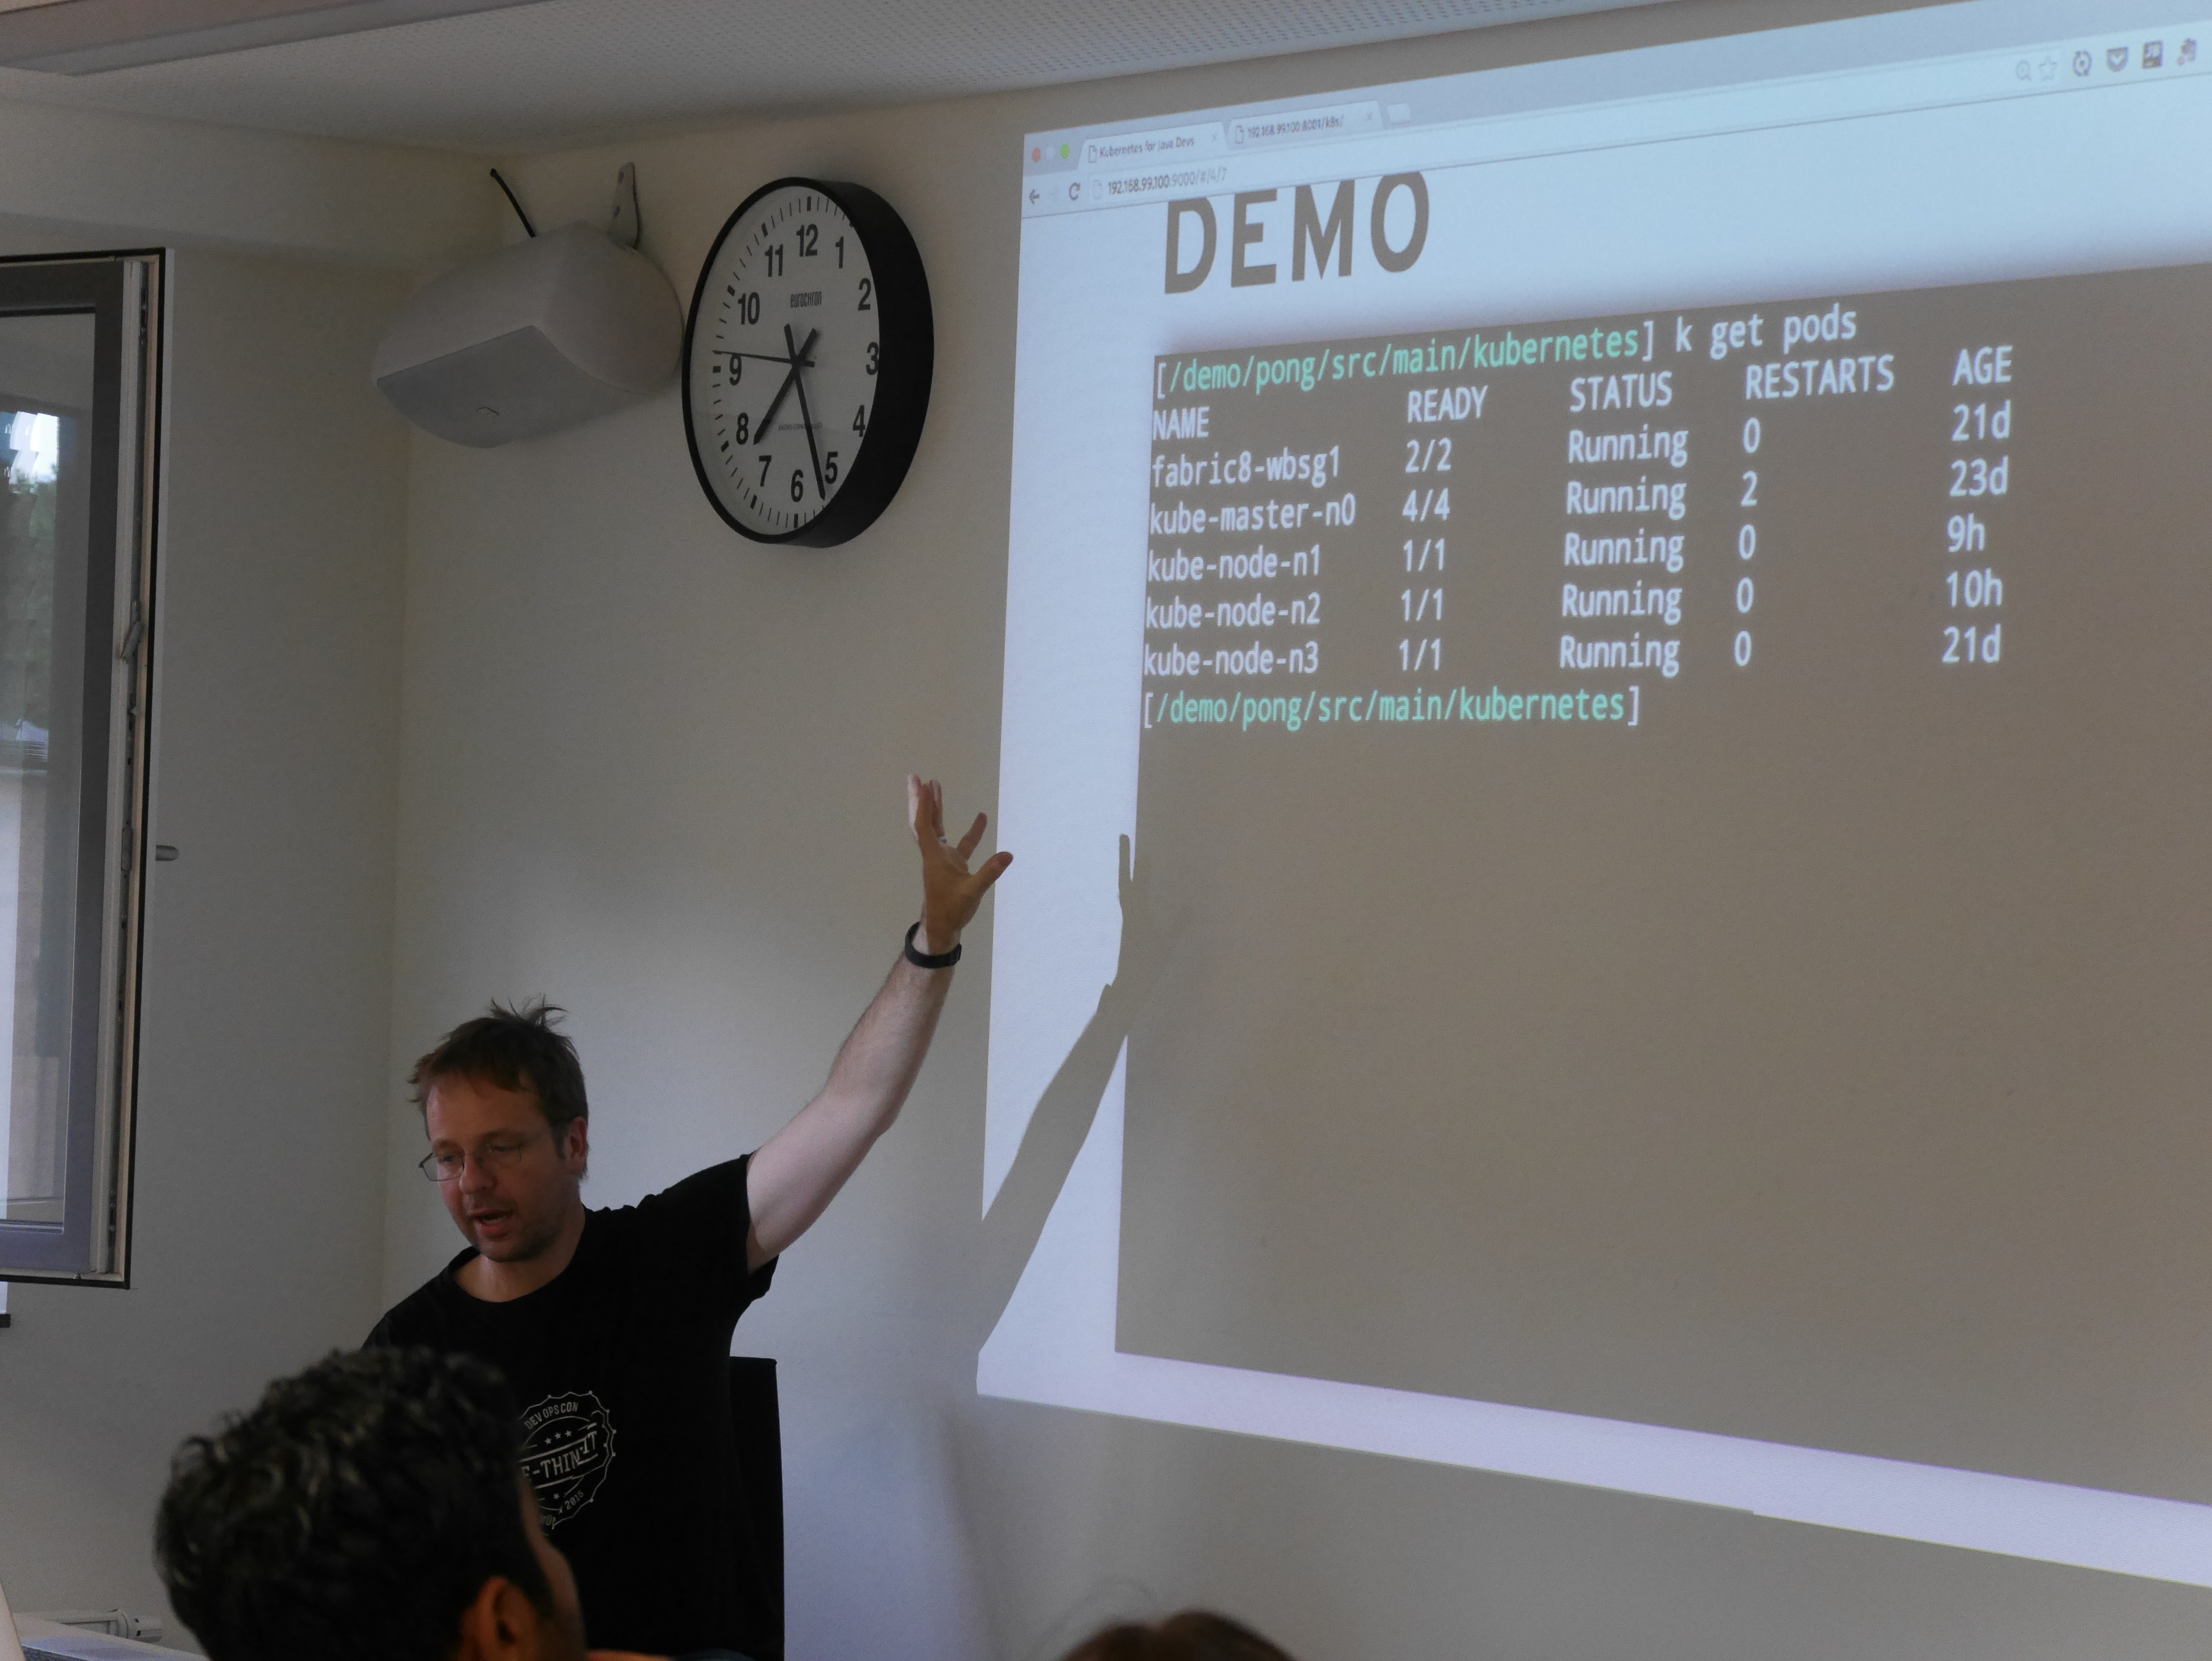 Kubernetes for Java Devs
192.168.99.100:8001/k8s/
192.168.99.100:9000/#/4/7
DEMO
[/demo/pong/src/main/kubernetes] k get pods
NAME READY STATUS RESTARTS AGE
fabric8-wbsg1 2/2 Running 0 21d
kube-master-n0 4/4 Running 2 23d
kube-node-n1 1/1 Running 0 9h
kube-node-n2 1/1 Running 0 10h
kube-node-n3 1/1 Running 0 21d
[/demo/pong/src/main/kubernetes]
12
11 1
eurochron
10 2
9 3
8 4
7 5
6
DEVOPSCON
E-THIN
IT
2015